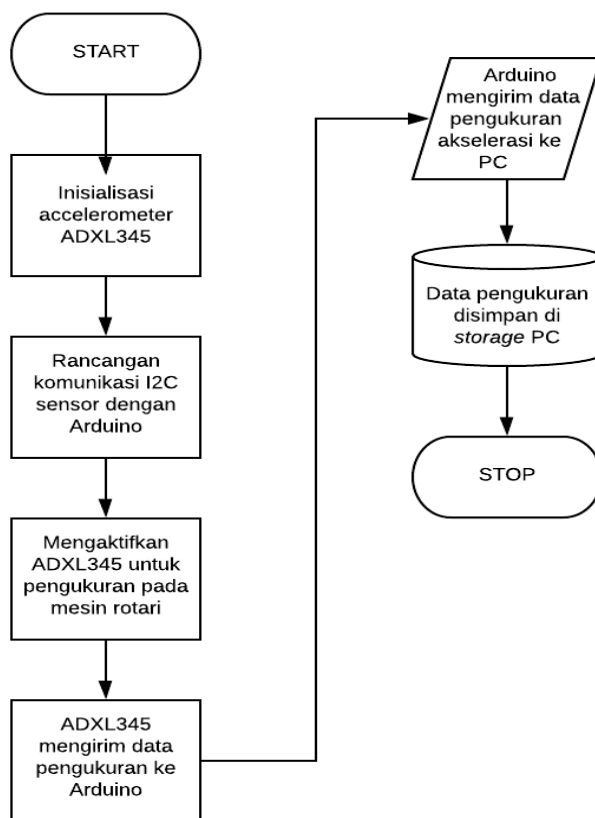 START
Inisialisasi
accelerometer
ADXL345
Rancangan
komunikasi I2C
sensor dengan
Arduino
Mengaktifkan
ADXL345 untuk
pengukuran pada
mesin rotari
ADXL345
mengirim data
pengukuran ke
Arduino
Arduino
mengirim data
pengukuran
akselerasi ke
PC
Data pengukuran
disimpan di
storage PC
STOP